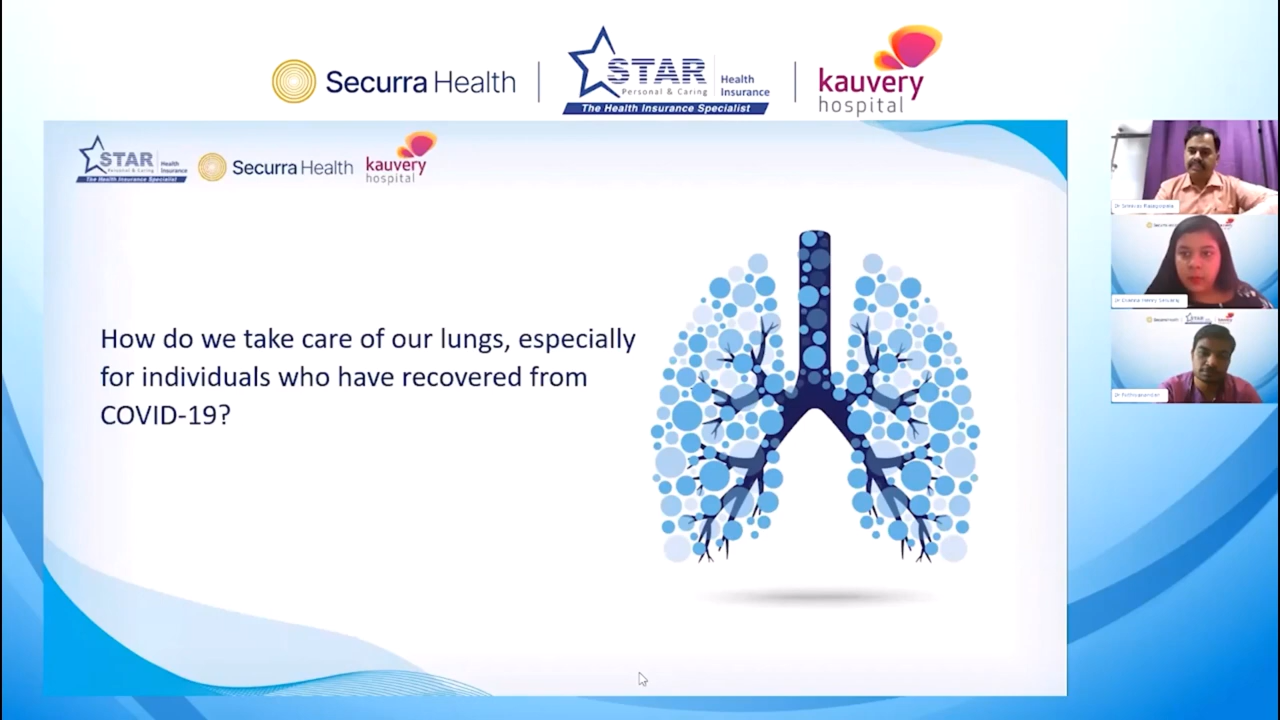 Securra Health
STAR
Health
Insurance
Personal & Caring
The Health Insurance Specialist
kauvery
hospital
STAR
Health
Insurance
Personal & Caring
The Health Insurance Specialist
Securra Health
kauvery
hospital
How do we take care of our lungs, especially
for individuals who have recovered from
COVID-19?